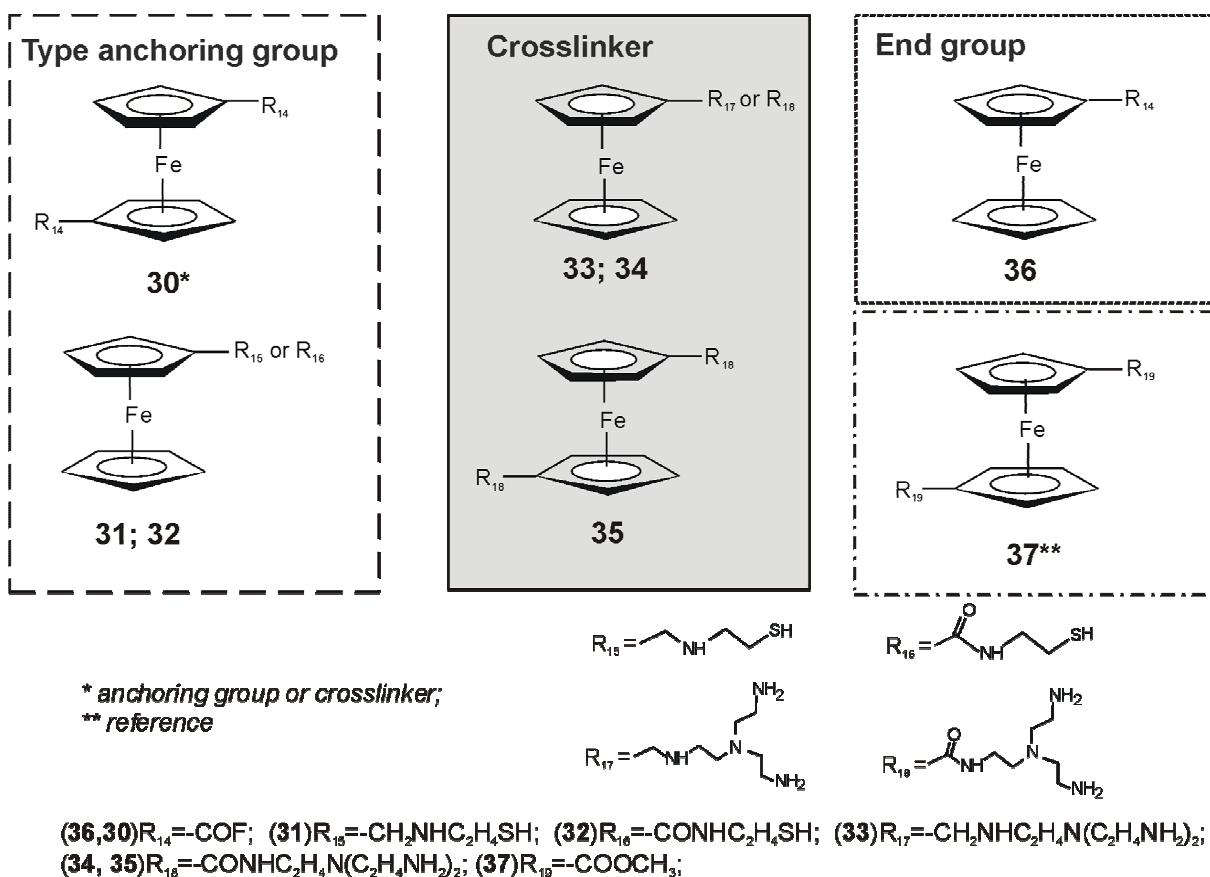 Type anchoring group
R₁₄
Fe
R₁₄
30*
R₁₅ or R₁₆
Fe
31; 32
Crosslinker
R₁₇ or R₁₈
Fe
33; 34
R₁₈
Fe
R₁₈
35
End group
R₁₄
Fe
36
R₁₉
Fe
R₁₉
37**
R₁₅=
NH
SH
R₁₆=
O
NH
SH
* anchoring group or crosslinker;
** reference
R₁₇=
NH
N
NH₂
NH₂
R₁₈=
O
NH
N
NH₂
NH₂
(36,30)R₁₄=-COF; (31)R₁₅=-CH₂NHC₂H₄SH; (32)R₁₆=-CONHC₂H₄SH; (33)R₁₇=-CH₂NHC₂H₄N(C₂H₄NH₂)₂;
(34, 35)R₁₈=-CONHC₂H₄N(C₂H₄NH₂)₂; (37)R₁₉=-COOCH₃;